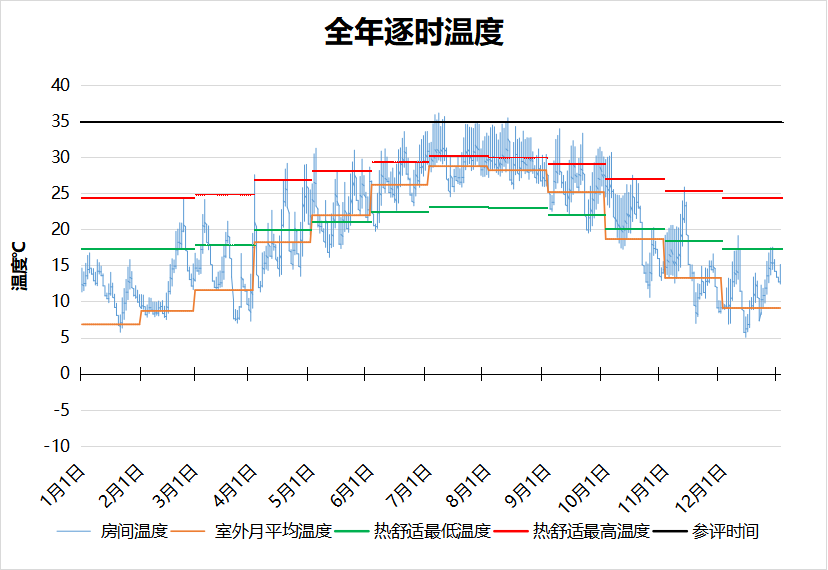 全年逐时温度
40
35
30
25
20
15
10
5
0
-5
-10
温度℃
1月1日
2月1日
3月1日
4月1日
5月1日
6月1日
7月1日
8月1日
9月1日
10月1日
11月1日
12月1日
房间温度 室外月平均温度 热舒适最低温度 热舒适最高温度 参评时间